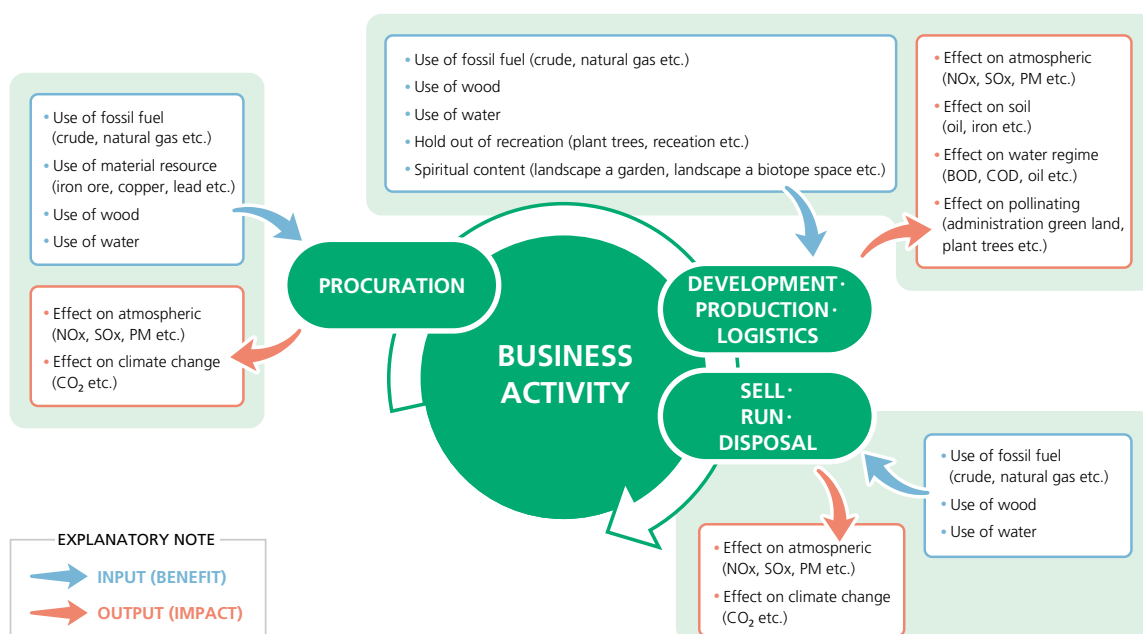 • Use of fossil fuel
(crude, natural gas etc.)
• Use of material resource
(iron ore, copper, lead etc.)
• Use of wood
• Use of water
• Effect on atmospheric
(NOx, SOx, PM etc.)
• Effect on climate change
(CO₂ etc.)
PROCURATION
• Use of fossil fuel (crude, natural gas etc.)
• Use of wood
• Use of water
• Hold out of recreation (plant trees, receation etc.)
• Spiritual content (landscape a garden, landscape a biotope space etc.)
• Effect on atmospheric
(NOx, SOx, PM etc.)
• Effect on soil
(oil, iron etc.)
• Effect on water regime
(BOD, COD, oil etc.)
• Effect on pollinating
(administration green land,
plant trees etc.)
DEVELOPMENT·
PRODUCTION·
LOGISTICS
BUSINESS
ACTIVITY
SELL·
RUN·
DISPOSAL
• Use of fossil fuel
(crude, natural gas etc.)
• Use of wood
• Use of water
• Effect on atmospneric
(NOx, SOx, PM etc.)
• Effect on climate change
(CO₂ etc.)
EXPLANATORY NOTE
INPUT (BENEFIT)
OUTPUT (IMPACT)